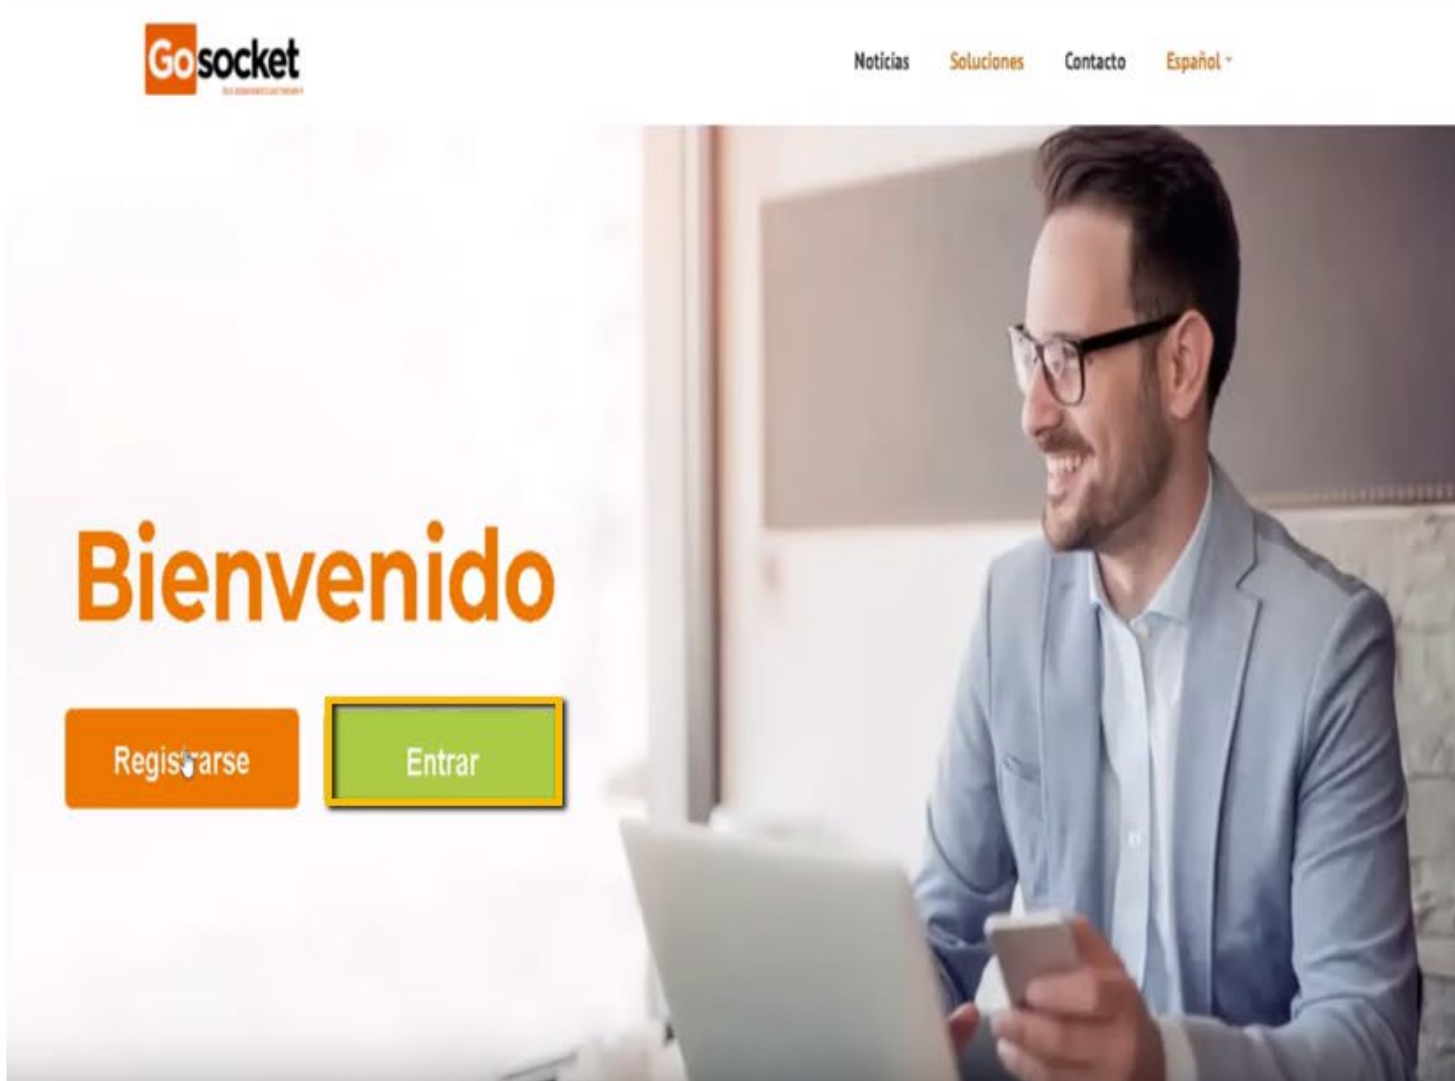 Gosocket
Noticias Soluciones Contacto Español
Bienvenido
Registrarse Entrar